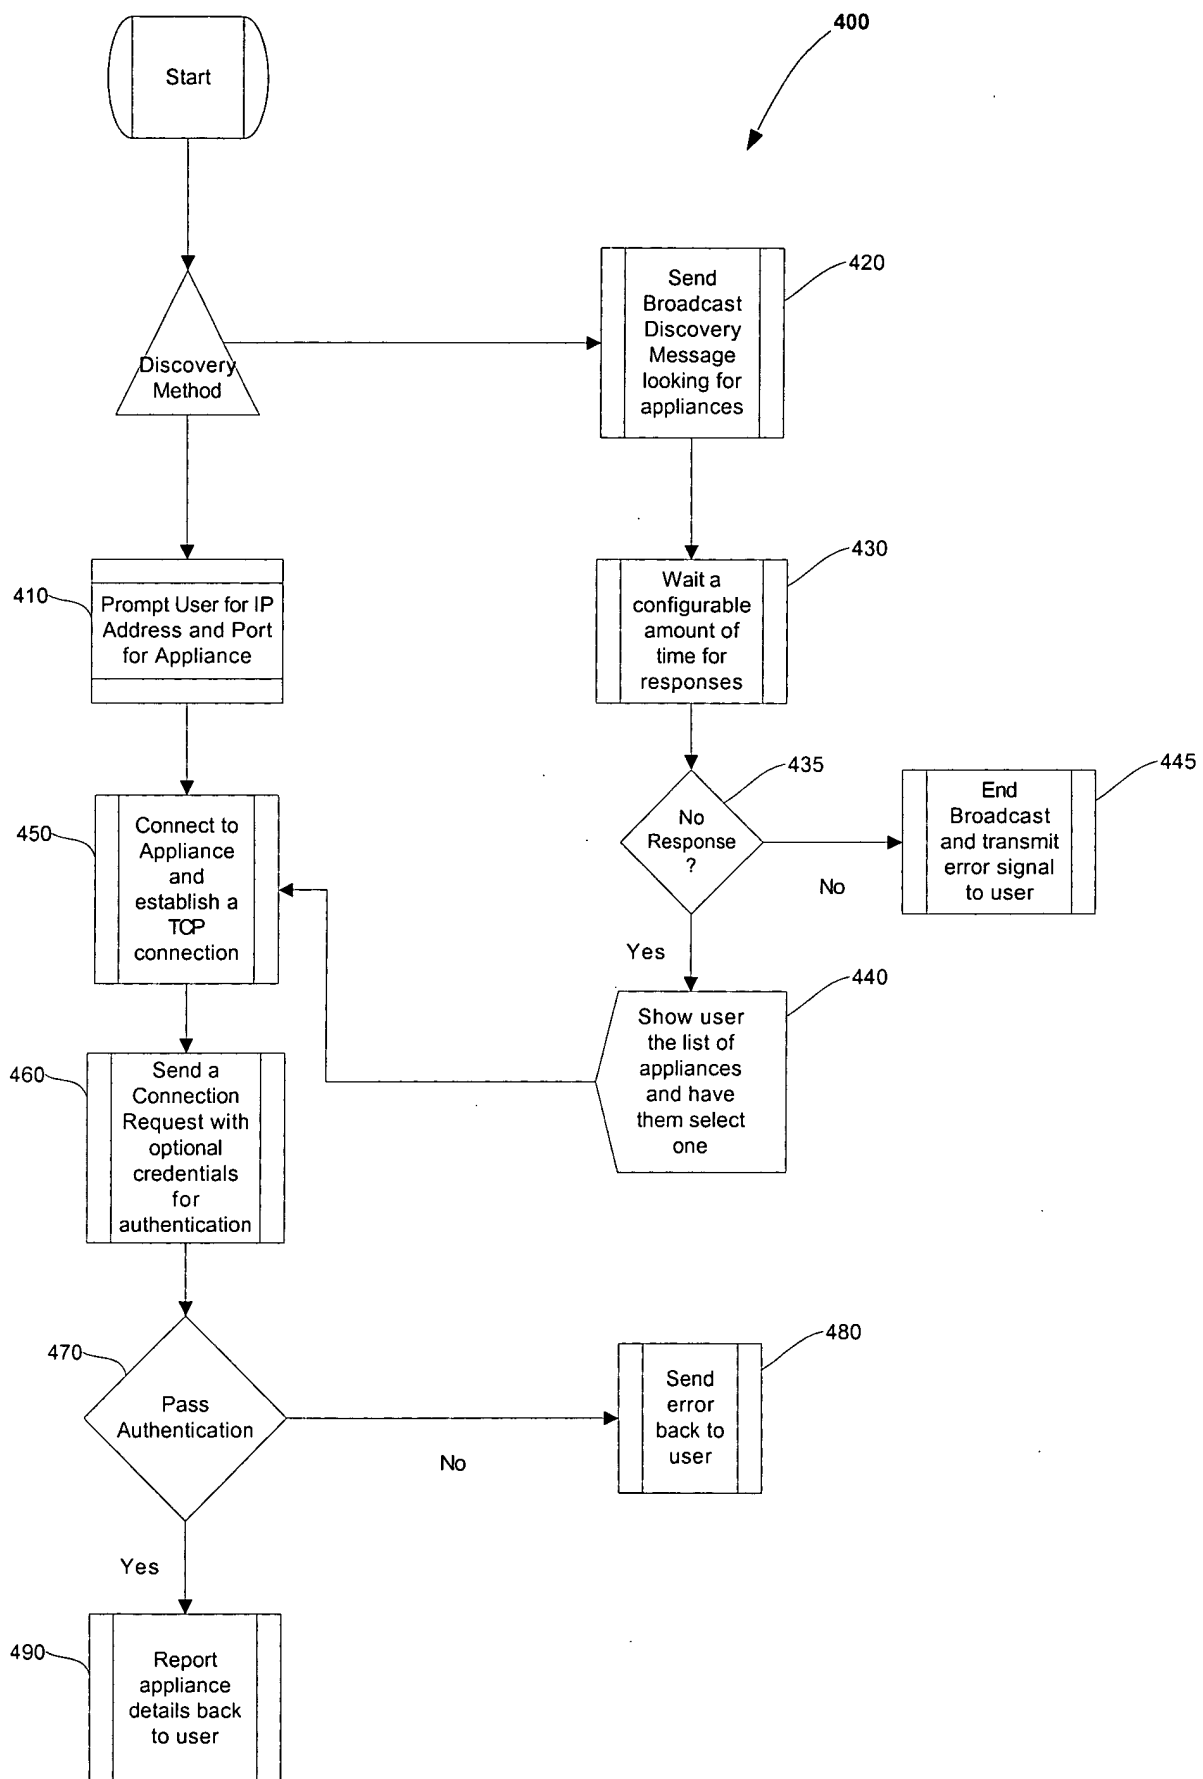 400
Start
Discovery
Method
420
Send
Broadcast
Discovery
Message
looking for
appliances
410
Prompt User for IP
Address and Port
for Appliance
430
Wait a
configurable
amount of
time for
responses
435
No
Response
?
No
445
End
Broadcast
and transmit
error signal
to user
Yes
440
Show user
the list of
appliances
and have
them select
one
450
Connect to
Appliance
and
establish a
TCP
connection
460
Send a
Connection
Request with
optional
credentials
for
authentication
470
Pass
Authentication
No
480
Send
error
back to
user
Yes
490
Report
appliance
details back
to user